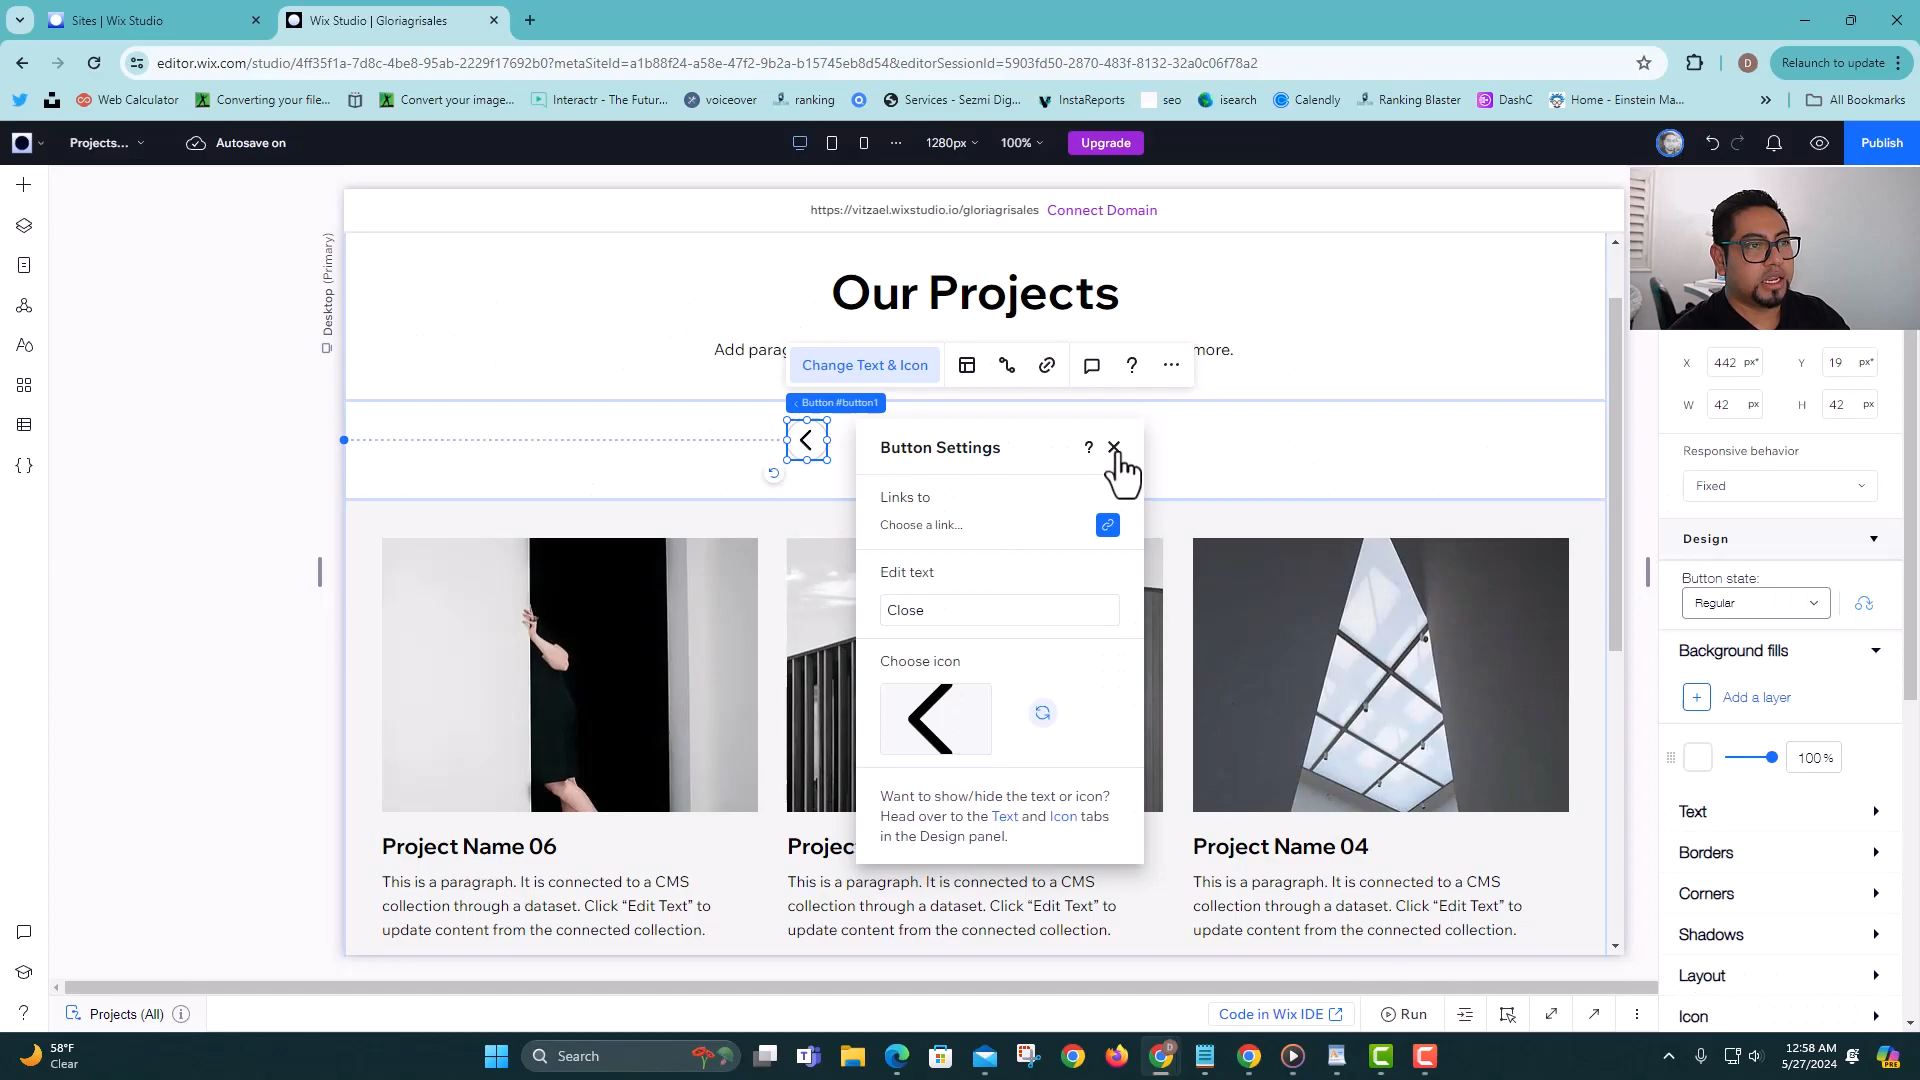 Sites | Wix Studio
Wix Studio | Gloriagrisales
editor.wix.com/studio/4ff35f1a-7d8c-4be8-95ab-2229f17692b0?metaSiteId=a1b88f24-a58e-47f2-9b2a-b15745eb8d54&editorSessionId=5903fd50-2870-483f-8132-32a0c06f78a2
D
Relaunch to update
Web Calculator
Converting your file...
Convert your image...
Interactr - The Futur...
voiceover
ranking
Services - Sezmi Dig...
InstaReports
seo
isearch
Calendly
Ranking Blaster
DashC
Home - Einstein Ma...
All Bookmarks
Projects...
Autosave on
1280px
100%
Upgrade
Publish
https://vitzael.wixstudio.io/gloriagrisales Connect Domain
Desktop (Primary)
Our Projects
Add parag
more.
Change Text & Icon
Button #button1
Button Settings
?
Links to
Choose a link...
Edit text
Close
Choose icon
Want to show/hide the text or icon?
Head over to the Text and Icon tabs
in the Design panel.
Project Name 06
This is a paragraph. It is connected to a CMS
collection through a dataset. Click “Edit Text” to
update content from the connected collection.
Projec
This is a paragraph. It is connected to a CMS
collection through a dataset. Click “Edit Text” to
update content from the connected collection.
Project Name 04
This is a paragraph. It is connected to a CMS
collection through a dataset. Click “Edit Text” to
update content from the connected collection.
X 442 px* Y 19 px*
W 42 px H 42 px
Responsive behavior
Fixed
Design
Button state:
Regular
Background fills
+ Add a layer
100 %
Text
Borders
Corners
Shadows
Layout
Icon
Projects (All)
Code in Wix IDE
Run
58°F
Clear
Search
12:58 AM
5/27/2024
PRE